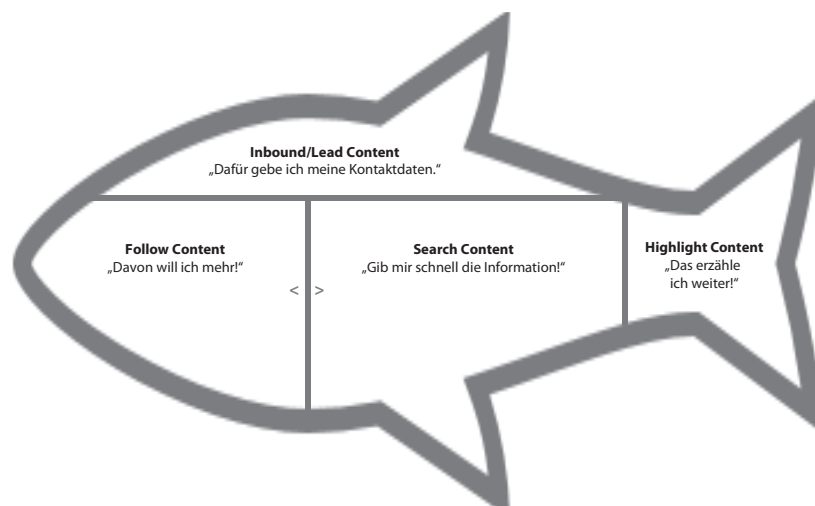 Inbound/Lead Content
„Dafür gebe ich meine Kontaktdaten.“
Follow Content
„Davon will ich mehr!“
< >
Search Content
„Gib mir schnell die Information!“
Highlight Content
„Das erzähle
ich weiter!“